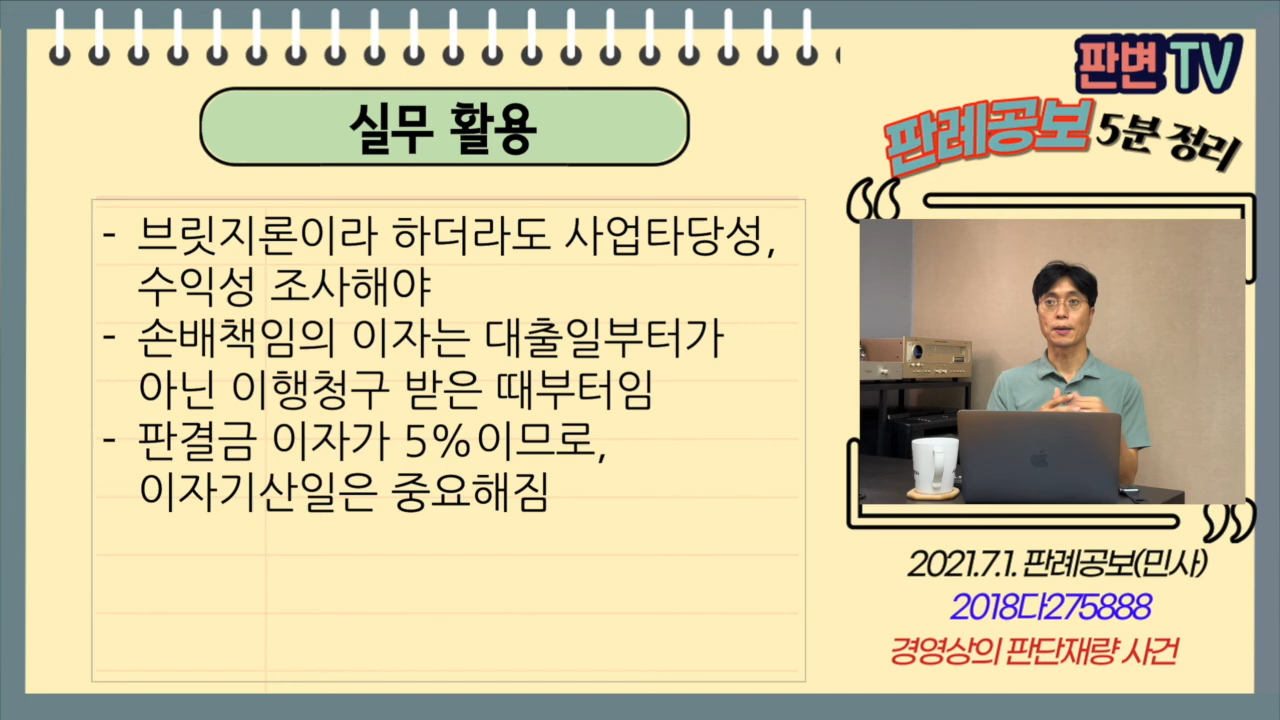 실무 활용
- 브릿지론이라 하더라도 사업타당성,
수익성 조사해야
- 손배책임의 이자는 대출일부터가
아닌 이행청구 받은 때부터임
- 판결금 이자가 5%이므로,
이자기산일은 중요해짐
판변TV
판례공보 5분 정리
2021.7.1. 판례공보(민사)
2018다275888
경영상의 판단재량 사건